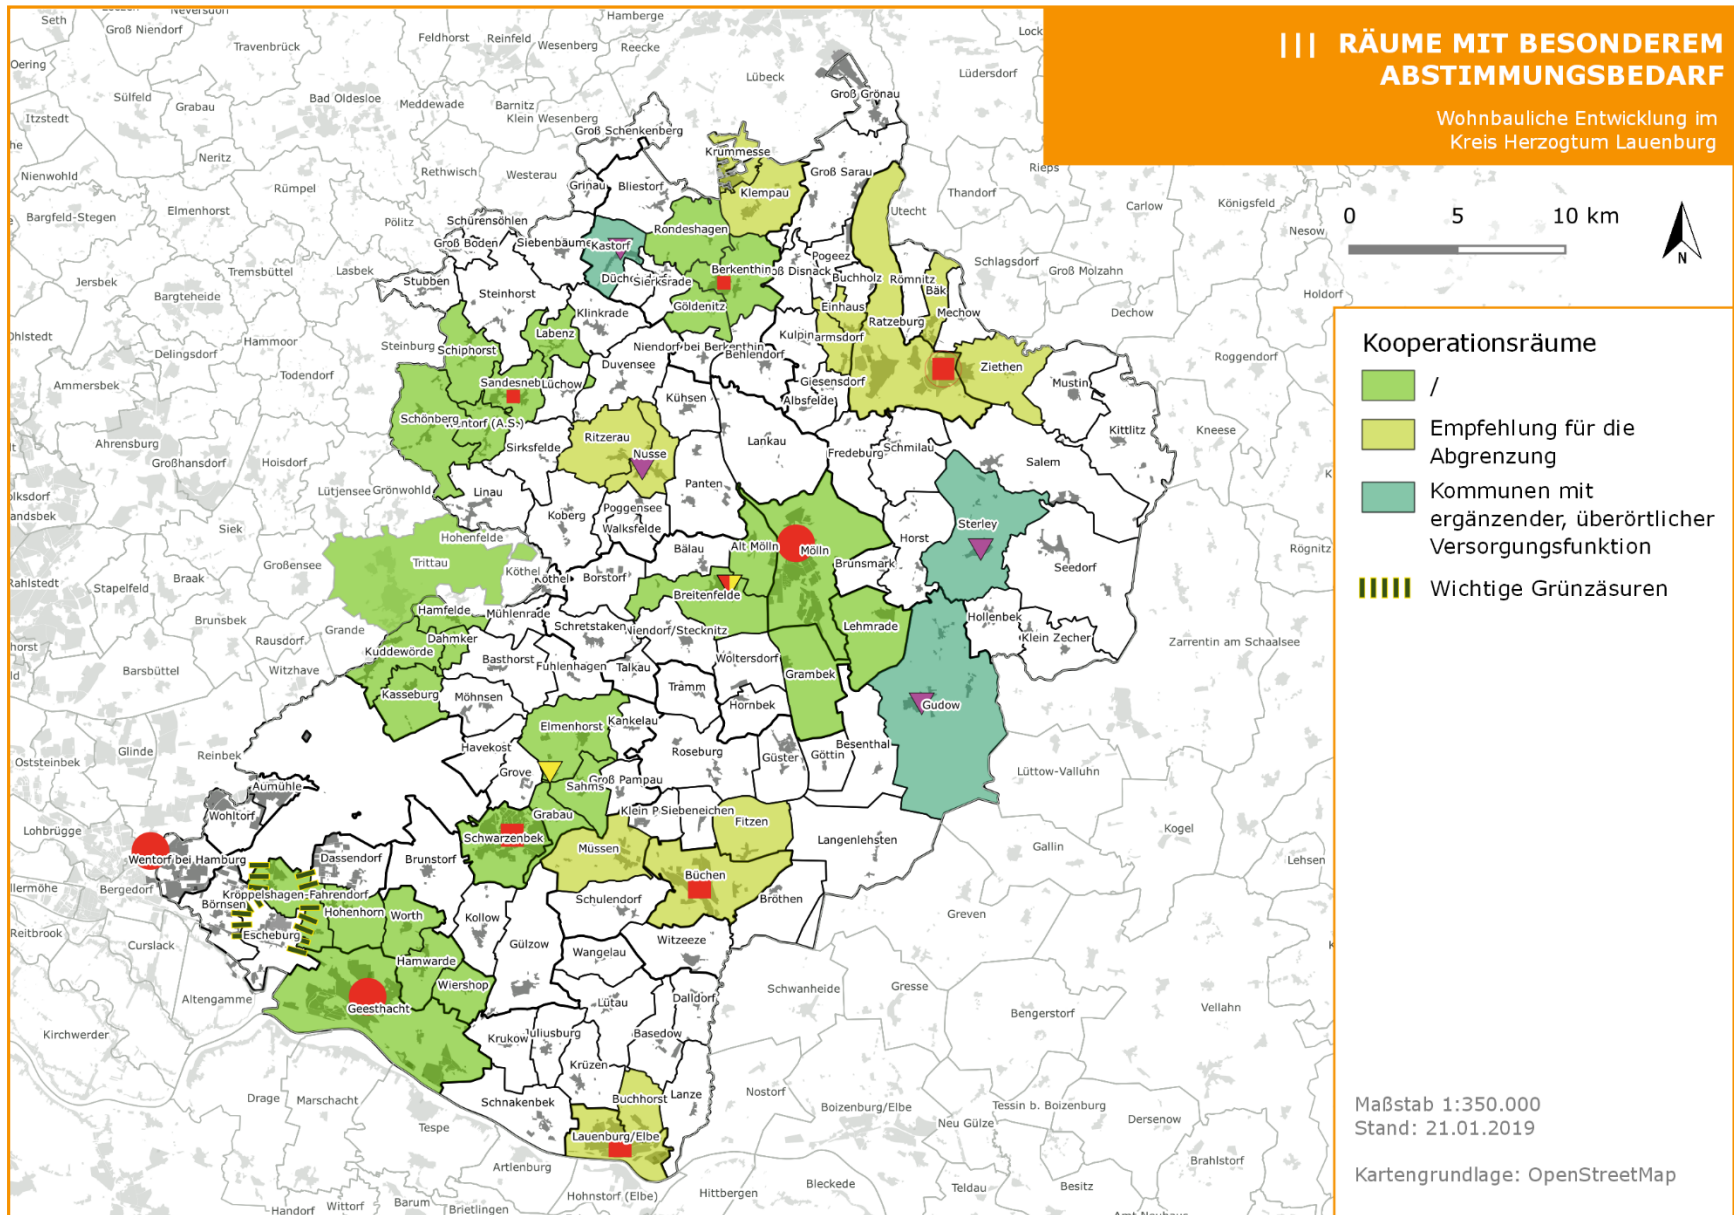 ||| RÄUME MIT BESONDEREM
ABSTIMMUNGSBEDARF
Wohnbauliche Entwicklung im
Kreis Herzogtum Lauenburg
0 5 10 km
N
Kooperationsräume
/
Empfehlung für die
Abgrenzung
Kommunen mit
ergänzender, überörtlicher
Versorgungsfunktion
Wichtige Grünzäsuren
Maßstab 1:350.000
Stand: 21.01.2019
Kartengrundlage: OpenStreetMap
Seth
Groß Niendorf
Travenbrück
Feldhorst
Reinfeld
Wesenberg
Hamberge
Reecke
Lübeck
Lüdersdorf
Oering
Sülfeld
Grabau
Bad Oldesloe
Meddewade
Barnitz
Klein Wesenberg
Itzstedt
Neritz
Nienwohld
Rümpel
Rethwisch
Westerau
Bargfeld-Stegen
Elmenhorst
Pölitz
Jersbek
Tremsbüttel
Lasbek
Bargteheide
Hammoor
Steinburg
Delingsdorf
Todendorf
Ammersbek
Ahrensburg
Großhansdorf
Hoisdorf
Lütjensee
Grönwohld
Siek
Hohenfelde
Großensee
Trittau
Köthel
Rahlstedt
Stapelfeld
Braak
Brunsbek
Rausdorf
Grande
Hamfelde
Barsbüttel
Witzhave
Glinde
Reinbek
Oststeinbek
Lohbrügge
Bergedorf
Reitbrook
Curslack
Altengamme
Kirchwerder
Drage
Marschacht
Tespe
Artlenburg
Hohnstorf (Elbe)
Hittbergen
Bleckede
Handorf
Wittorf
Barum
Brietlingen
Rieps
Thandorf
Utecht
Carlow
Königsfeld
Nesow
Schlagsdorf
Groß Molzahn
Holdorf
Dechow
Roggendorf
Kneese
Rögnitz
Zarrentin am Schaalsee
Lüttow-Valluhn
Kogel
Gallin
Lehsen
Greven
Schwanheide
Gresse
Bengerstorf
Vellahn
Nostorf
Boizenburg/Elbe
Tessin b. Boizenburg
Neu Gülze
Dersenow
Brahlstorf
Teldau
Besitz
Groß Grönau
Groß Schenkenberg
Krummesse
Grinau
Bliestorf
Klempau
Groß Sarau
Schürensöhlen
Groß Boden
Siebenbäume
Kastorf
Rondeshagen
Berkenthin
Pogeez
Buchholz
Römnitz
Bäk
Mechow
Stubben
Steinhorst
Sierksrade
Göldenitz
Einhaus
Ratzeburg
Ziethen
Mustin
Klinkrade
Labenz
Schiphorst
Sandesneb
Lüchow
Duvensee
Niendorf bei Berkenthin
Behlendorf
Kulpin
Giesensdorf
Albsfelde
Schönberg
Sirksfelde
Kühsen
Ritzerau
Nusse
Lankau
Fredeburg
Schmilau
Kittlitz
Salem
Linau
Koberg
Poggensee
Walksfelde
Panten
Sterley
Horst
Seedorf
Bälau
Alt Mölln
Mölln
Brunsmark
Borstorf
Breitenfelde
Köthel
Mühlenrade
Schretstaken
Niendorf/Stecknitz
Lehmrade
Hollenbek
Klein Zecher
Dahmker
Kuddewörde
Basthorst
Fuhlenhagen
Talkau
Woltersdorf
Grambek
Kasseburg
Möhnsen
Tramm
Hornbek
Gudow
Elmenhorst
Kankelau
Havekost
Grove
Sahms
Groß Pampau
Roseburg
Güster
Göttin
Besenthal
Aumühle
Wohltorf
Grabau
Siebeneichen
Fitzen
Langenlehsten
Schwarzenbek
Müssen
Wentorf bei Hamburg
Dassendorf
Brunstorf
Büchen
Bröthen
Kröppelshagen-Fahrendorf
Börnsen
Escheburg
Hohenhorn
Worth
Kollow
Schulendorf
Gülzow
Wangelau
Witzeeze
Hamwarde
Wiershop
Geesthacht
Lütau
Dalldorf
Krukow
Juliusburg
Basedow
Krüzen
Schnakenbek
Buchhorst
Lanze
Lauenburg/Elbe